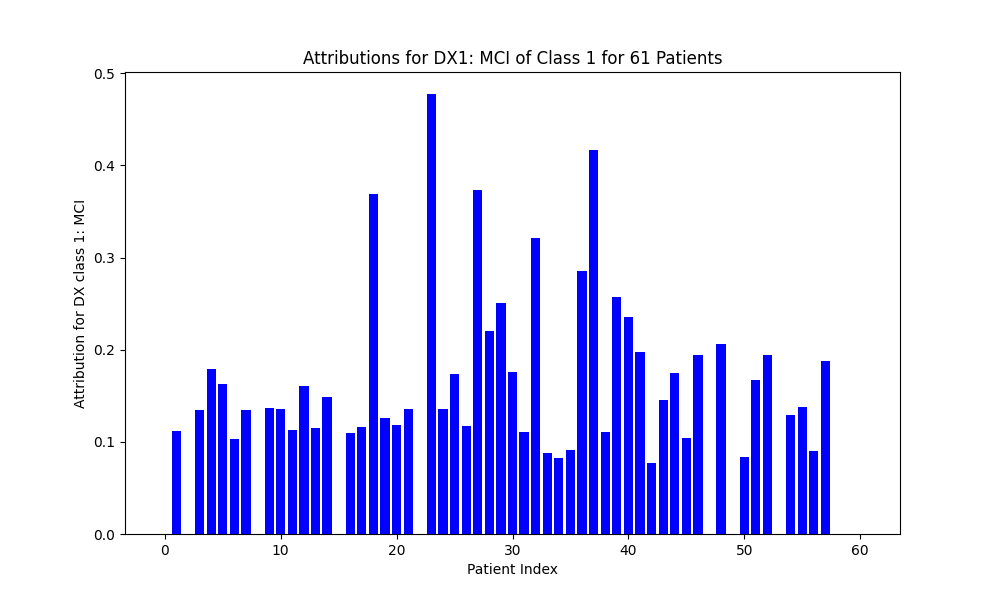 Attributions for DX1: MCI of Class 1 for 61 Patients
Attribution for DX class 1: MCI
0.5
0.4
0.3
0.2
0.1
0.0
0 10 20 30 40 50 60
Patient Index